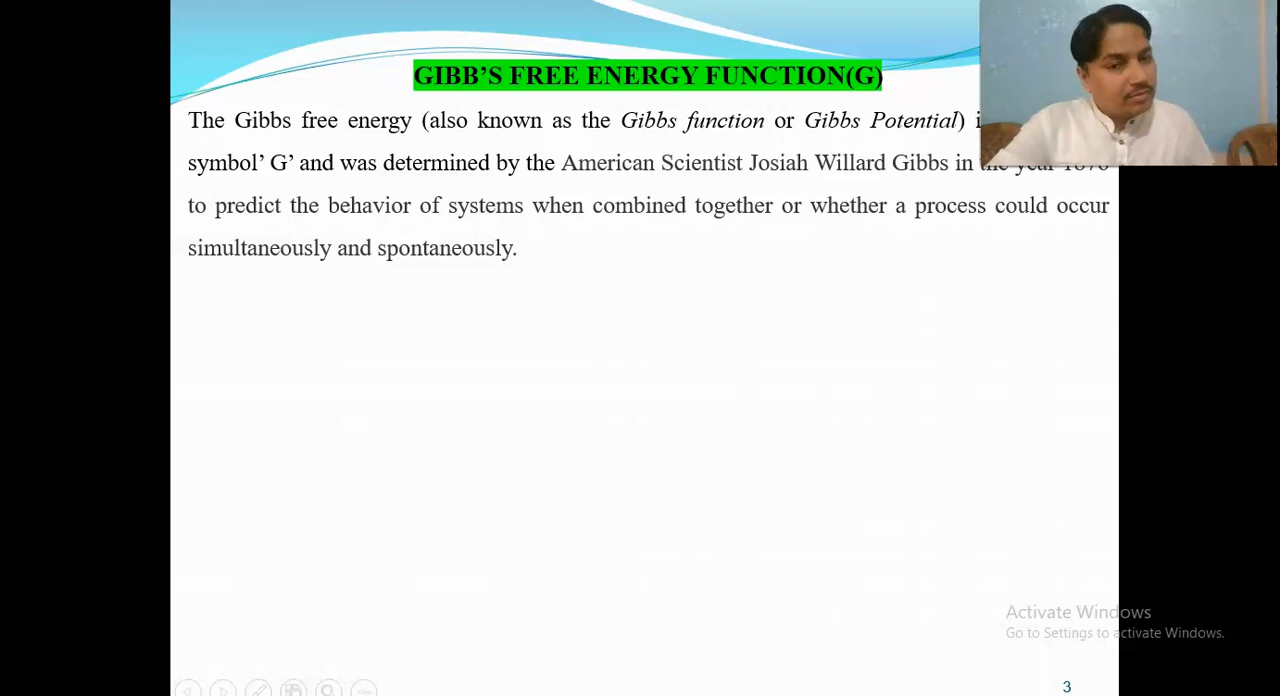 GIBB’S FREE ENERGY FUNCTION(G)
The Gibbs free energy (also known as the Gibbs function or Gibbs Potential)
symbol’ G’ and was determined by the American Scientist Josiah Willard Gibbs in the year
to predict the behavior of systems when combined together or whether a process could occur
simultaneously and spontaneously.
Activate Windows
Go to Settings to activate Windows.
3